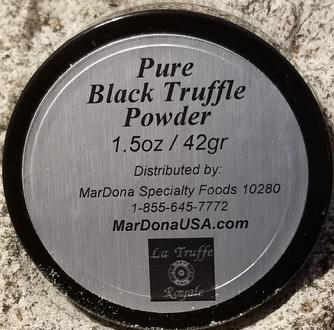 Pure
Black Truffle
Powder
1.5oz / 42gr
Distributed by:
MarDona Specialty Foods 10280
1-855-645-7772
MarDonaUSA.com
La Truffe
Royale